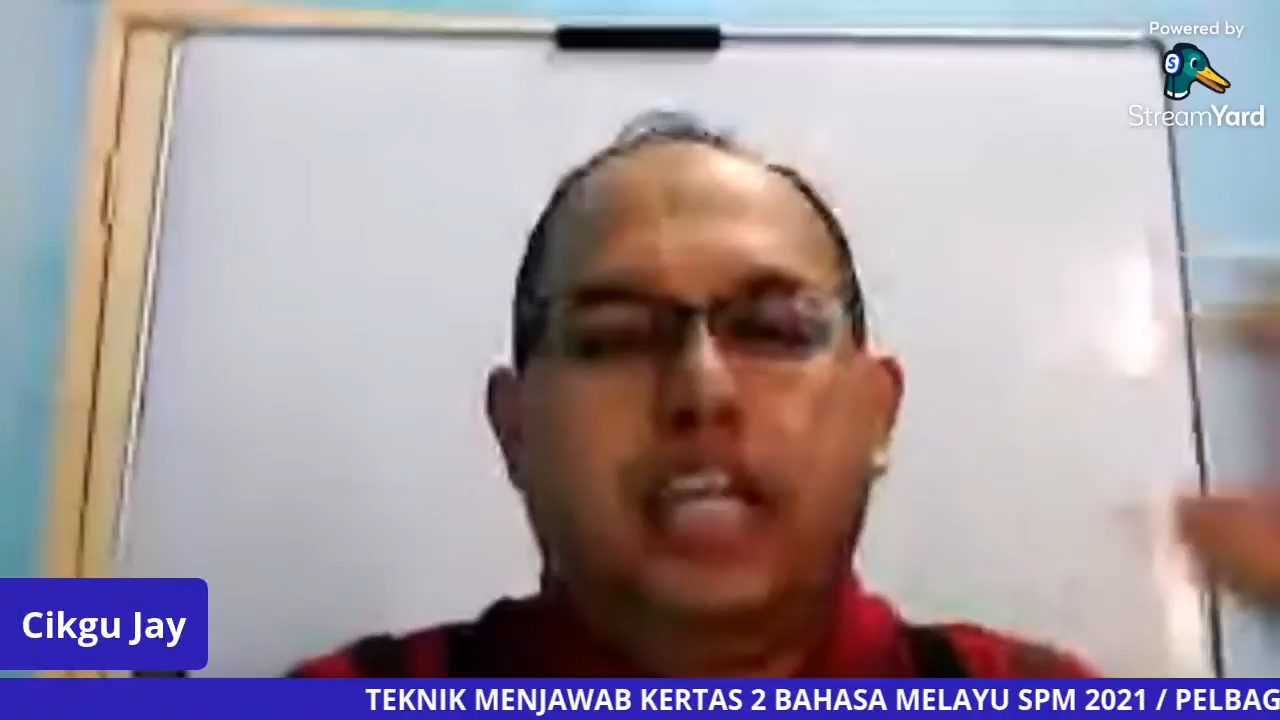 Powered by
StreamYard
Cikgu Jay
TEKNIK MENJAWAB KERTAS 2 BAHASA MELAYU SPM 2021 / PELBAG